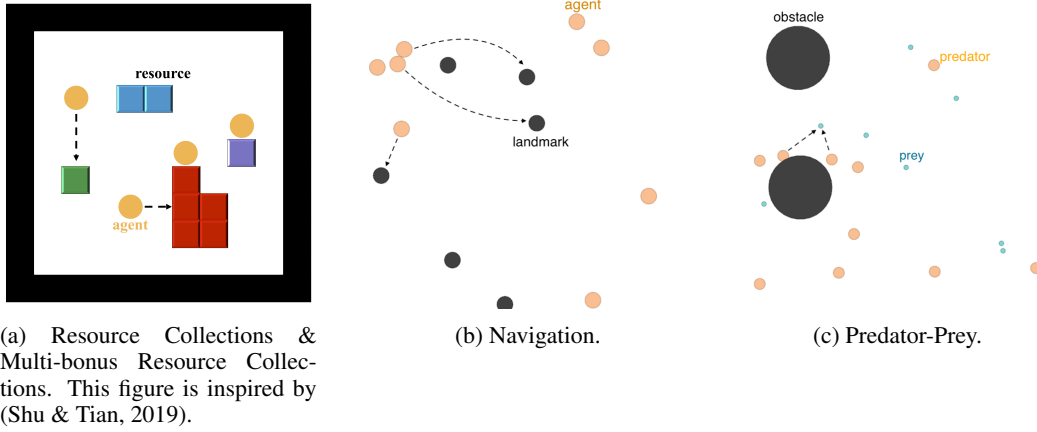 resource
agent
agent
landmark
obstacle
predator
prey
(a) Resource Collections &
Multi-bonus Resource Collec-
tions. This figure is inspired by
(Shu & Tian, 2019).
(b) Navigation.
(c) Predator-Prey.